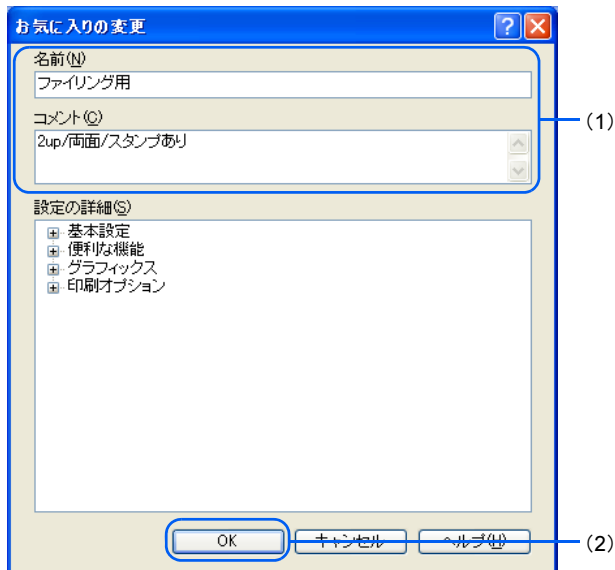 お気に入りの変更
名前(N)
ファイリング用
コメント(C)
2up/両面/スタンプあり
(1)
設定の詳細(S)
基本設定
便利な機能
グラフィックス
印刷オプション
OK キャンセル ヘルプ(H)
(2)